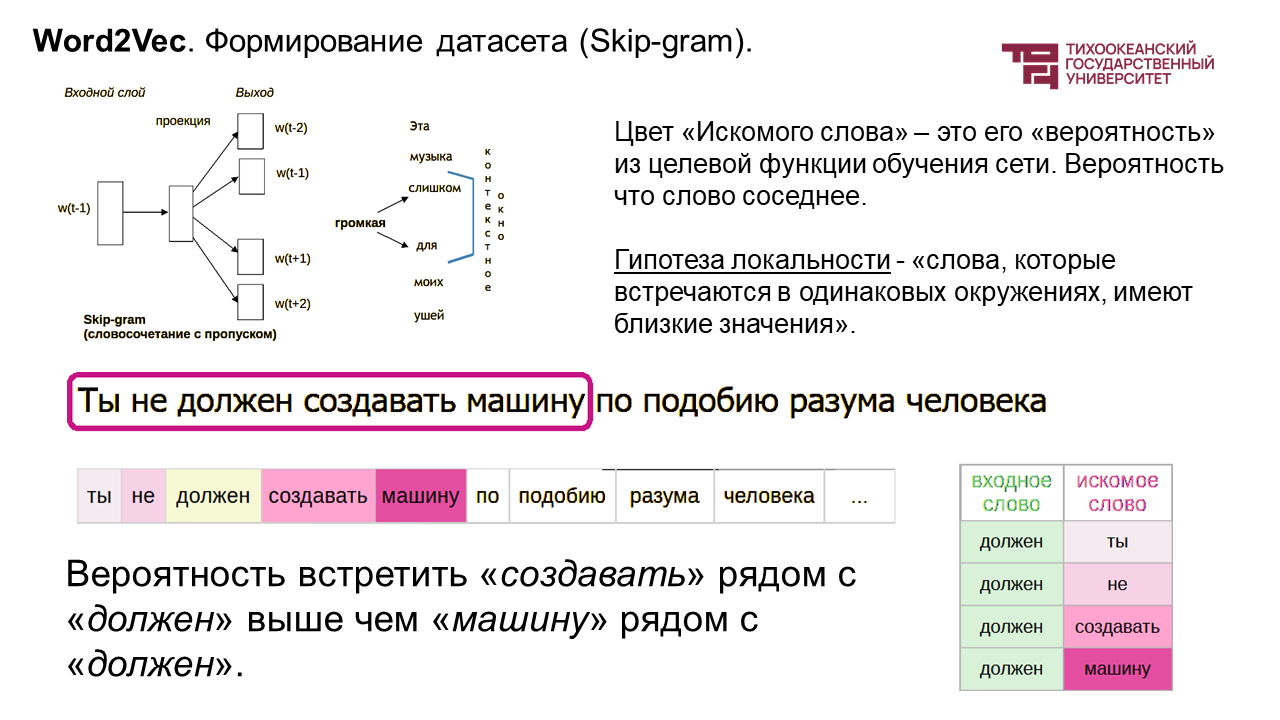 Word2Vec. Формирование датасета (Skip-gram).
ТИХООКЕАНСКИЙ
ГОСУДАРСТВЕННЫЙ
УНИВЕРСИТЕТ
Входной слой
Выход
проекция
w(t-2)
w(t-1)
w(t-1)
w(t+1)
w(t+2)
Skip-gram
(словосочетание с пропуском)
Эта
музыка
слишком
громкая
для
моих
ушей
контекстное
окно
Цвет «Искомого слова» – это его «вероятность»
из целевой функции обучения сети. Вероятность
что слово соседнее.
Гипотеза локальности - «слова, которые
встречаются в одинаковых окружениях, имеют
близкие значения».
Ты не должен создавать машину по подобию разума человека
ты не должен создавать машину по подобию разума человека ...
Вероятность встретить «создавать» рядом с
«должен» выше чем «машину» рядом с
«должен».
входное слово искомое слово
должен ты
должен не
должен создавать
должен машину